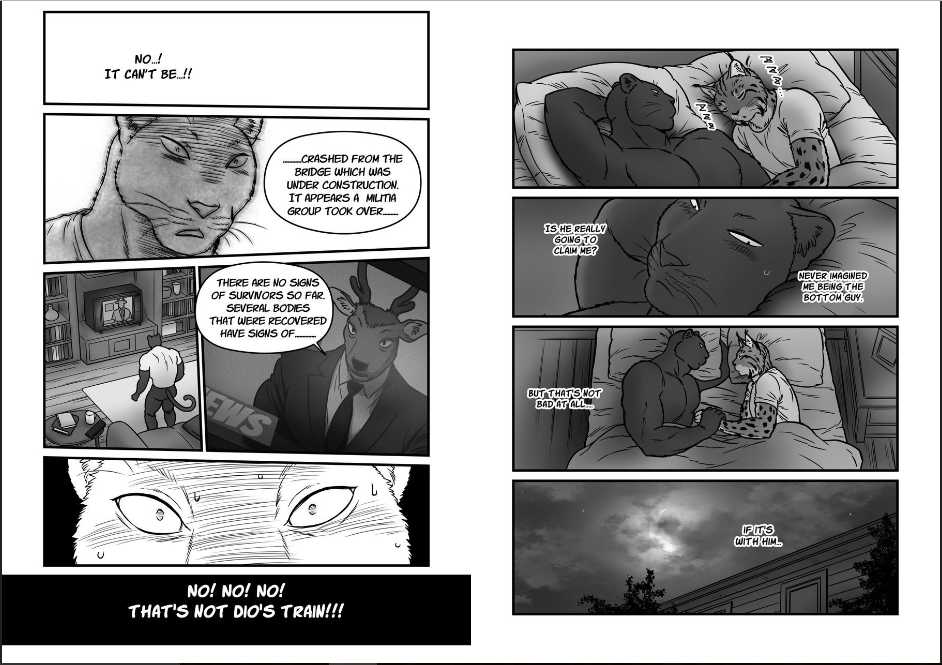 NO...!
IT CAN'T BE...!!
..........CRASHED FROM THE
BRIDGE WHICH WAS
UNDER CONSTRUCTION.
IT APPEARS A MILITIA
GROUP TOOK OVER........
THERE ARE NO SIGNS
OF SURVIVORS SO FAR.
SEVERAL BODIES
THAT WERE RECOVERED
HAVE SIGNS OF...........
EWS
NO! NO! NO!
THAT'S NOT DIO'S TRAIN!!!
IS HE REALLY
GOING TO
CLAIM ME?
NEVER IMAGINED
ME BEING THE
BOTTOM GUY.
BUT THAT'S NOT
BAD AT ALL...
IF IT'S
WITH HIM...